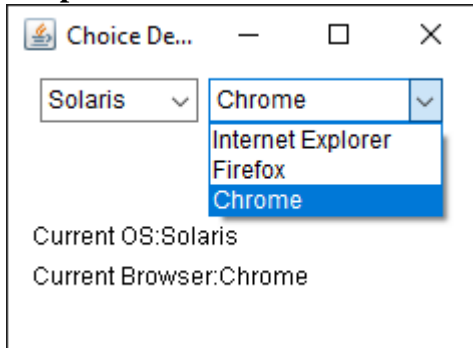 Choice De...
Solaris Chrome
Internet Explorer
Firefox
Chrome
Current OS:Solaris
Current Browser:Chrome